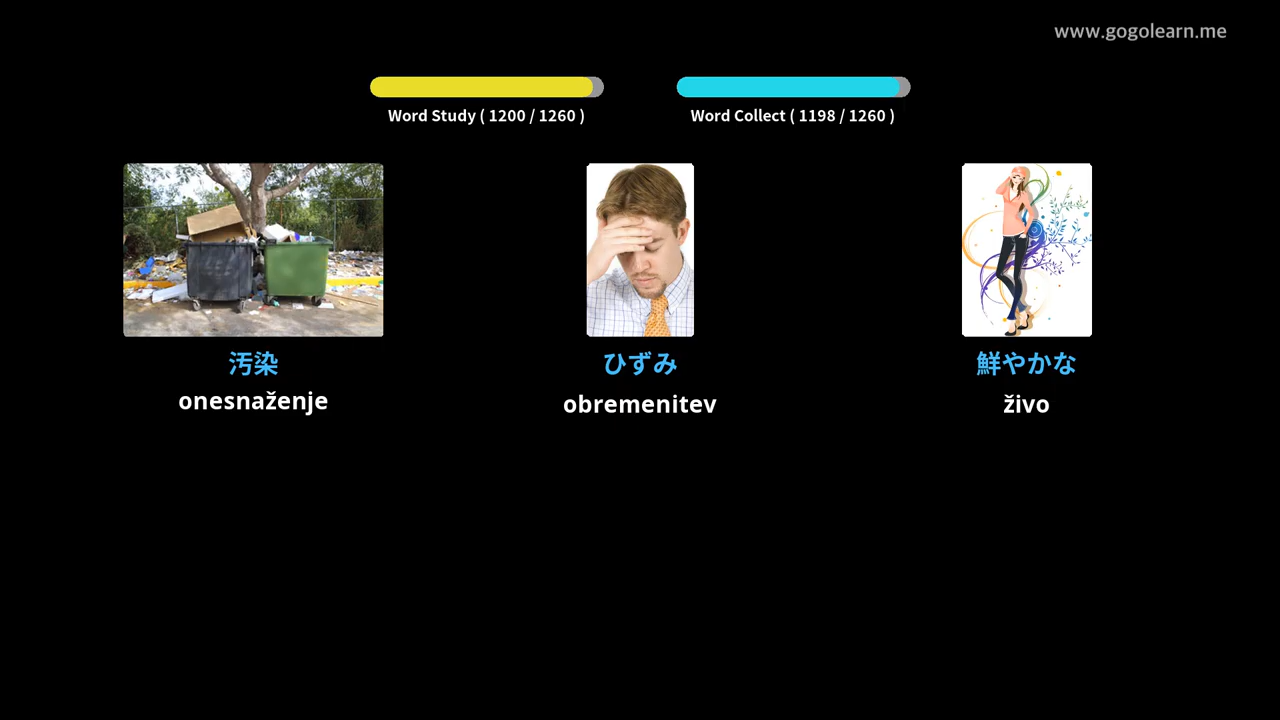 www.gogolearn.me
Word Study ( 1200 / 1260 )
Word Collect ( 1198 / 1260 )
汚染
ひずみ
鮮やかな
onesnaženje
obremenitev
živo